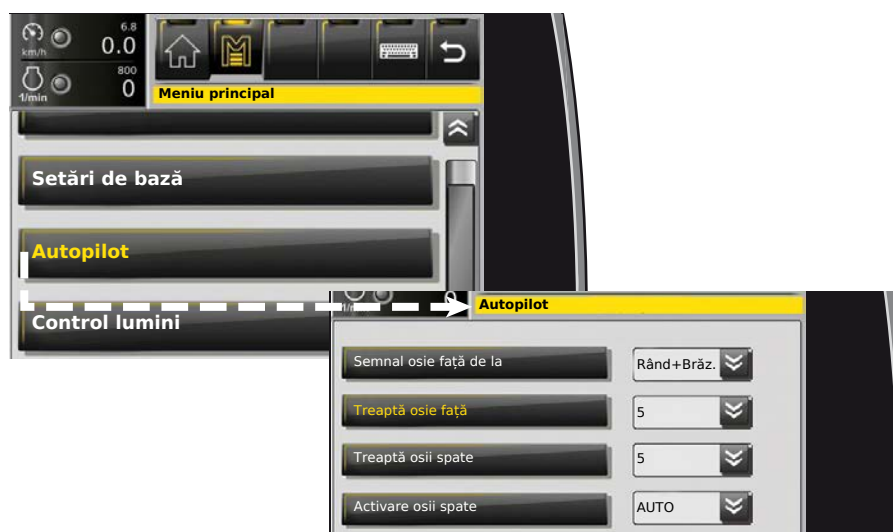 6.8
km/h 0.0
800
1/min 0
Meniu principal
Setări de bază
Autopilot
Control lumini
Autopilot
Semnal osie față de la Rând+Brăz.
Treaptă osie față 5
Treaptă osii spate 5
Activare osii spate AUTO